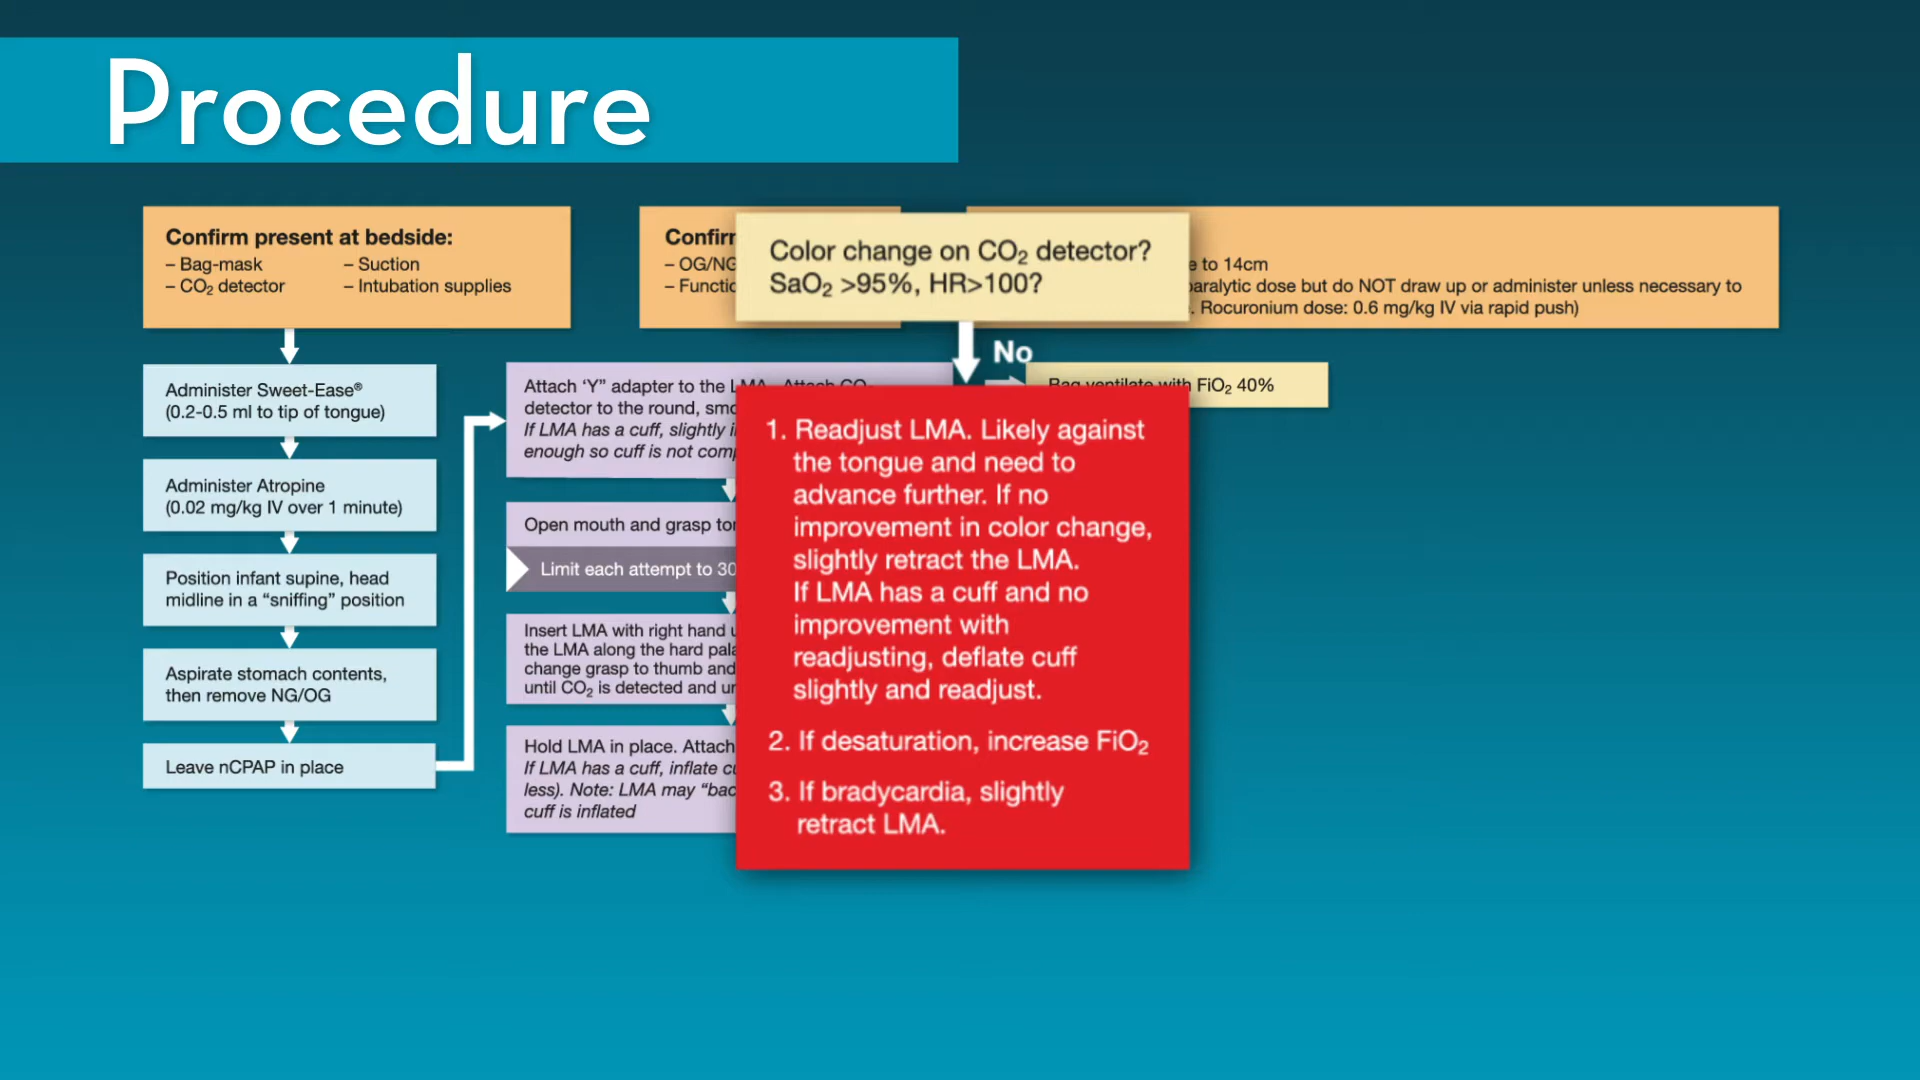 Procedure
Confirm present at bedside:
– Bag-mask
– CO₂ detector
– Suction
– Intubation supplies
– OG/NG
e to 14cm
paralytic dose but do NOT draw up or administer unless necessary to
. Rocuronium dose: 0.6 mg/kg IV via rapid push)
Color change on CO₂ detector?
SaO₂ >95%, HR>100?
No
Administer Sweet-Ease®
(0.2-0.5 ml to tip of tongue)
Administer Atropine
(0.02 mg/kg IV over 1 minute)
Position infant supine, head
midline in a “sniffing” position
Aspirate stomach contents,
then remove NG/OG
Leave nCPAP in place
Attach ‘Y” adapter to the LMA. Attach CO₂
detector to the round,
If LMA has a cuff, slightly
enough so cuff is not
Open mouth and grasp
Limit each attempt to 30
Insert LMA with right hand
the LMA along the hard
change grasp to thumb and
until CO₂ is detected and
Hold LMA in place. Attach
If LMA has a cuff, inflate
less). Note: LMA may
cuff is inflated
Bag ventilate with FiO₂ 40%
1. Readjust LMA. Likely against
the tongue and need to
advance further. If no
improvement in color change,
slightly retract the LMA.
If LMA has a cuff and no
improvement with
readjusting, deflate cuff
slightly and readjust.
2. If desaturation, increase FiO₂
3. If bradycardia, slightly
retract LMA.